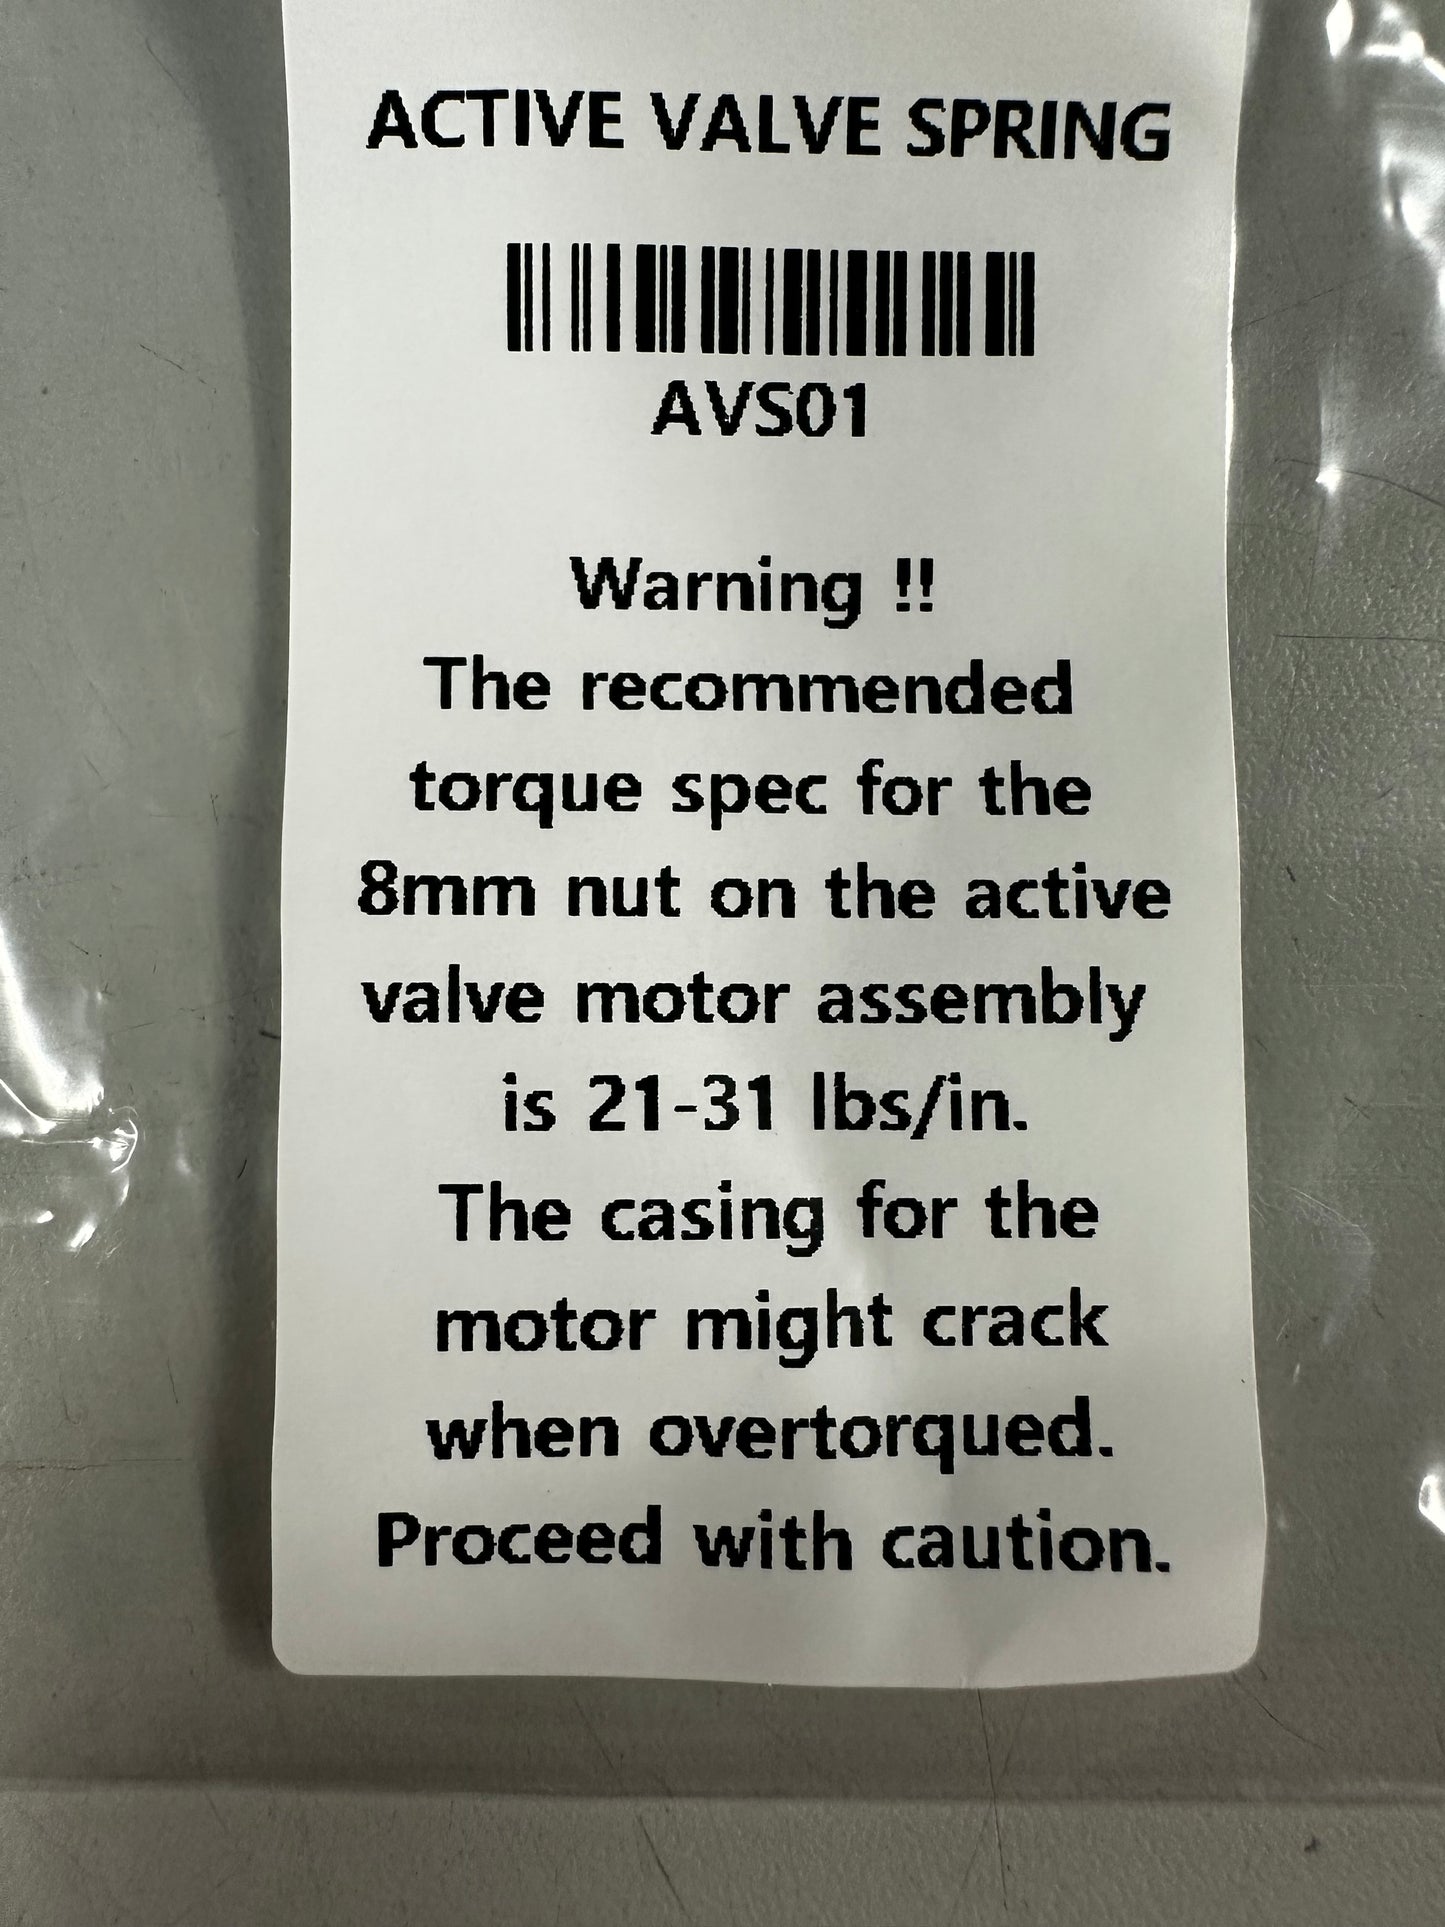 ACTIVE VALVE SPRING
AVS01
Warning !!
The recommended
torque spec for the
8mm nut on the active
valve motor assembly
is 21-31 lbs/in.
The casing for the
motor might crack
when overtorqued.
Proceed with caution.